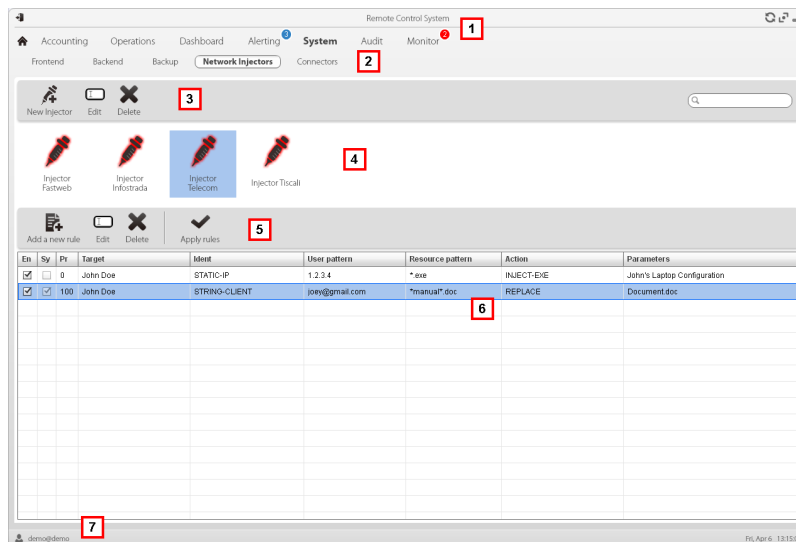 Remote Control System
1
Accounting Operations Dashboard Alerting 3 System Audit Monitor 2
Frontend Backend Backup Network Injectors Connectors
2
New Injector Edit Delete
3
Injector Fastweb
Injector Infostrada
Injector Telecom
Injector Tiscali
4
Add a new rule Edit Delete Apply rules
5
En Sy Pr Target Ident User pattern Resource pattern Action Parameters
0 John Doe STATIC-IP 1.2.3.4 *.exe INJECT-EXE John's Laptop Configuration
100 John Doe STRING-CLIENT joey@gmail.com *manual*.doc REPLACE Document.doc
6
7
demo@demo
Fri, Apr 6 13:15: